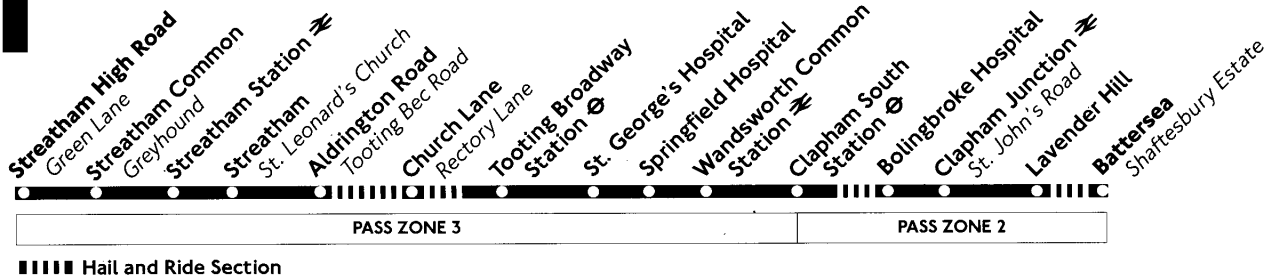 Streatham High Road
Green Lane
Streatham Common
Greyhound
Streatham Station
Streatham
St. Leonard's Church
Aldrington Road
Tooting Bec Road
Church Lane
Rectory Lane
Tooting Broadway
Station
St. George's Hospital
Springfield Hospital
Wandsworth Common
Station
Clapham South
Station
Bolingbroke Hospital
Clapham Junction
St. John's Road
Lavender Hill
Battersea
Shaftesbury Estate
PASS ZONE 3
PASS ZONE 2
Hail and Ride Section